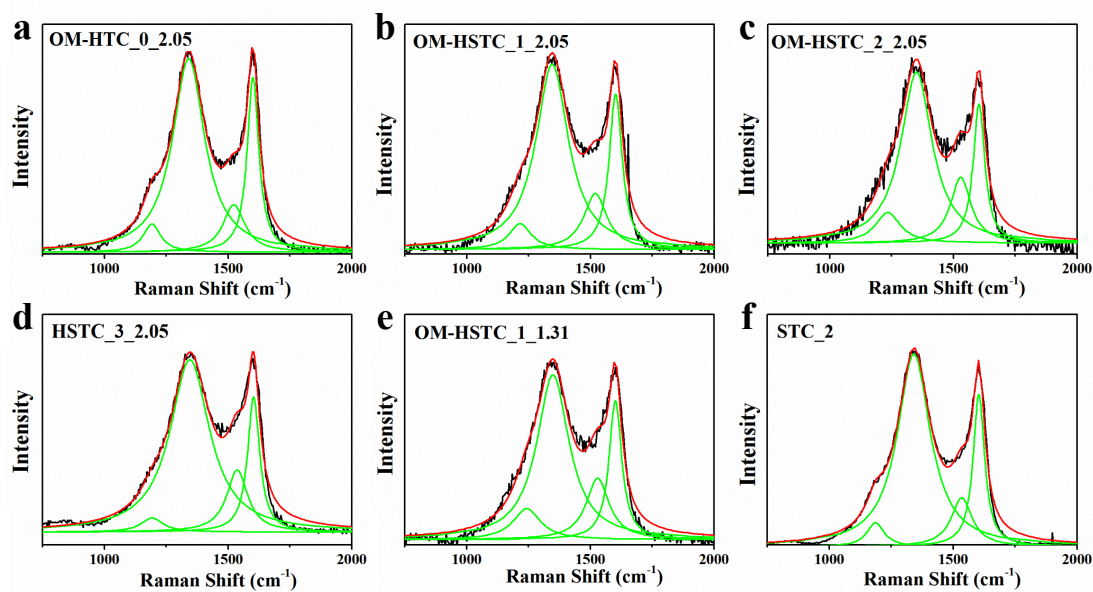 a
OM-HTC_0_2.05
Intensity
1000 1500 2000
Raman Shift (cm⁻¹)
b
OM-HSTC_1_2.05
Intensity
1000 1500 2000
Raman Shift (cm⁻¹)
c
OM-HSTC_2_2.05
Intensity
1000 1500 2000
Raman Shift (cm⁻¹)
d
HSTC_3_2.05
Intensity
1000 1500 2000
Raman Shift (cm⁻¹)
e
OM-HSTC_1_1.31
Intensity
1000 1500 2000
Raman Shift (cm⁻¹)
f
STC_2
Intensity
1000 1500 2000
Raman Shift (cm⁻¹)